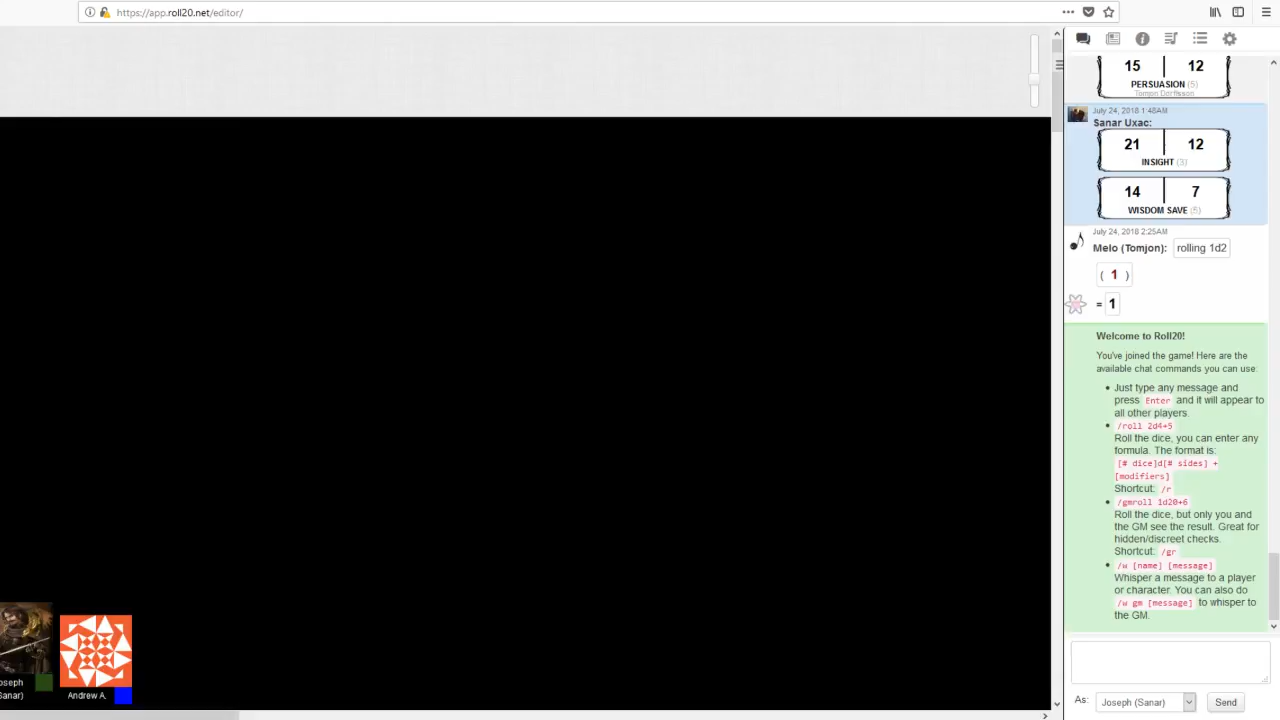 https://app.roll20.net/editor/
15 12
PERSUASION (5)
Tomjon Dorfisson
July 24, 2018 1:48AM
Sanar Uxac:
21 12
INSIGHT (3)
14 7
WISDOM SAVE (5)
July 24, 2018 2:25AM
Melo (Tomjon): rolling 1d2
( 1 )
= 1
Welcome to Roll20!
You've joined the game! Here are the
available chat commands you can use:
• Just type any message and
press Enter and it will appear to
all other players.
• /roll 2d4+5
Roll the dice, you can enter any
formula. The format is:
[# dice]d[# sides] +
[modifiers]
Shortcut: /r
• /gmroll 1d20+6
Roll the dice, but only you and
the GM see the result. Great for
hidden/discreet checks.
Shortcut: /gr
• /w [name] [message]
Whisper a message to a player
or character. You can also do
/w gm [message] to whisper to
the GM.
oseph
Sanar)
Andrew A.
As: Joseph (Sanar) Send